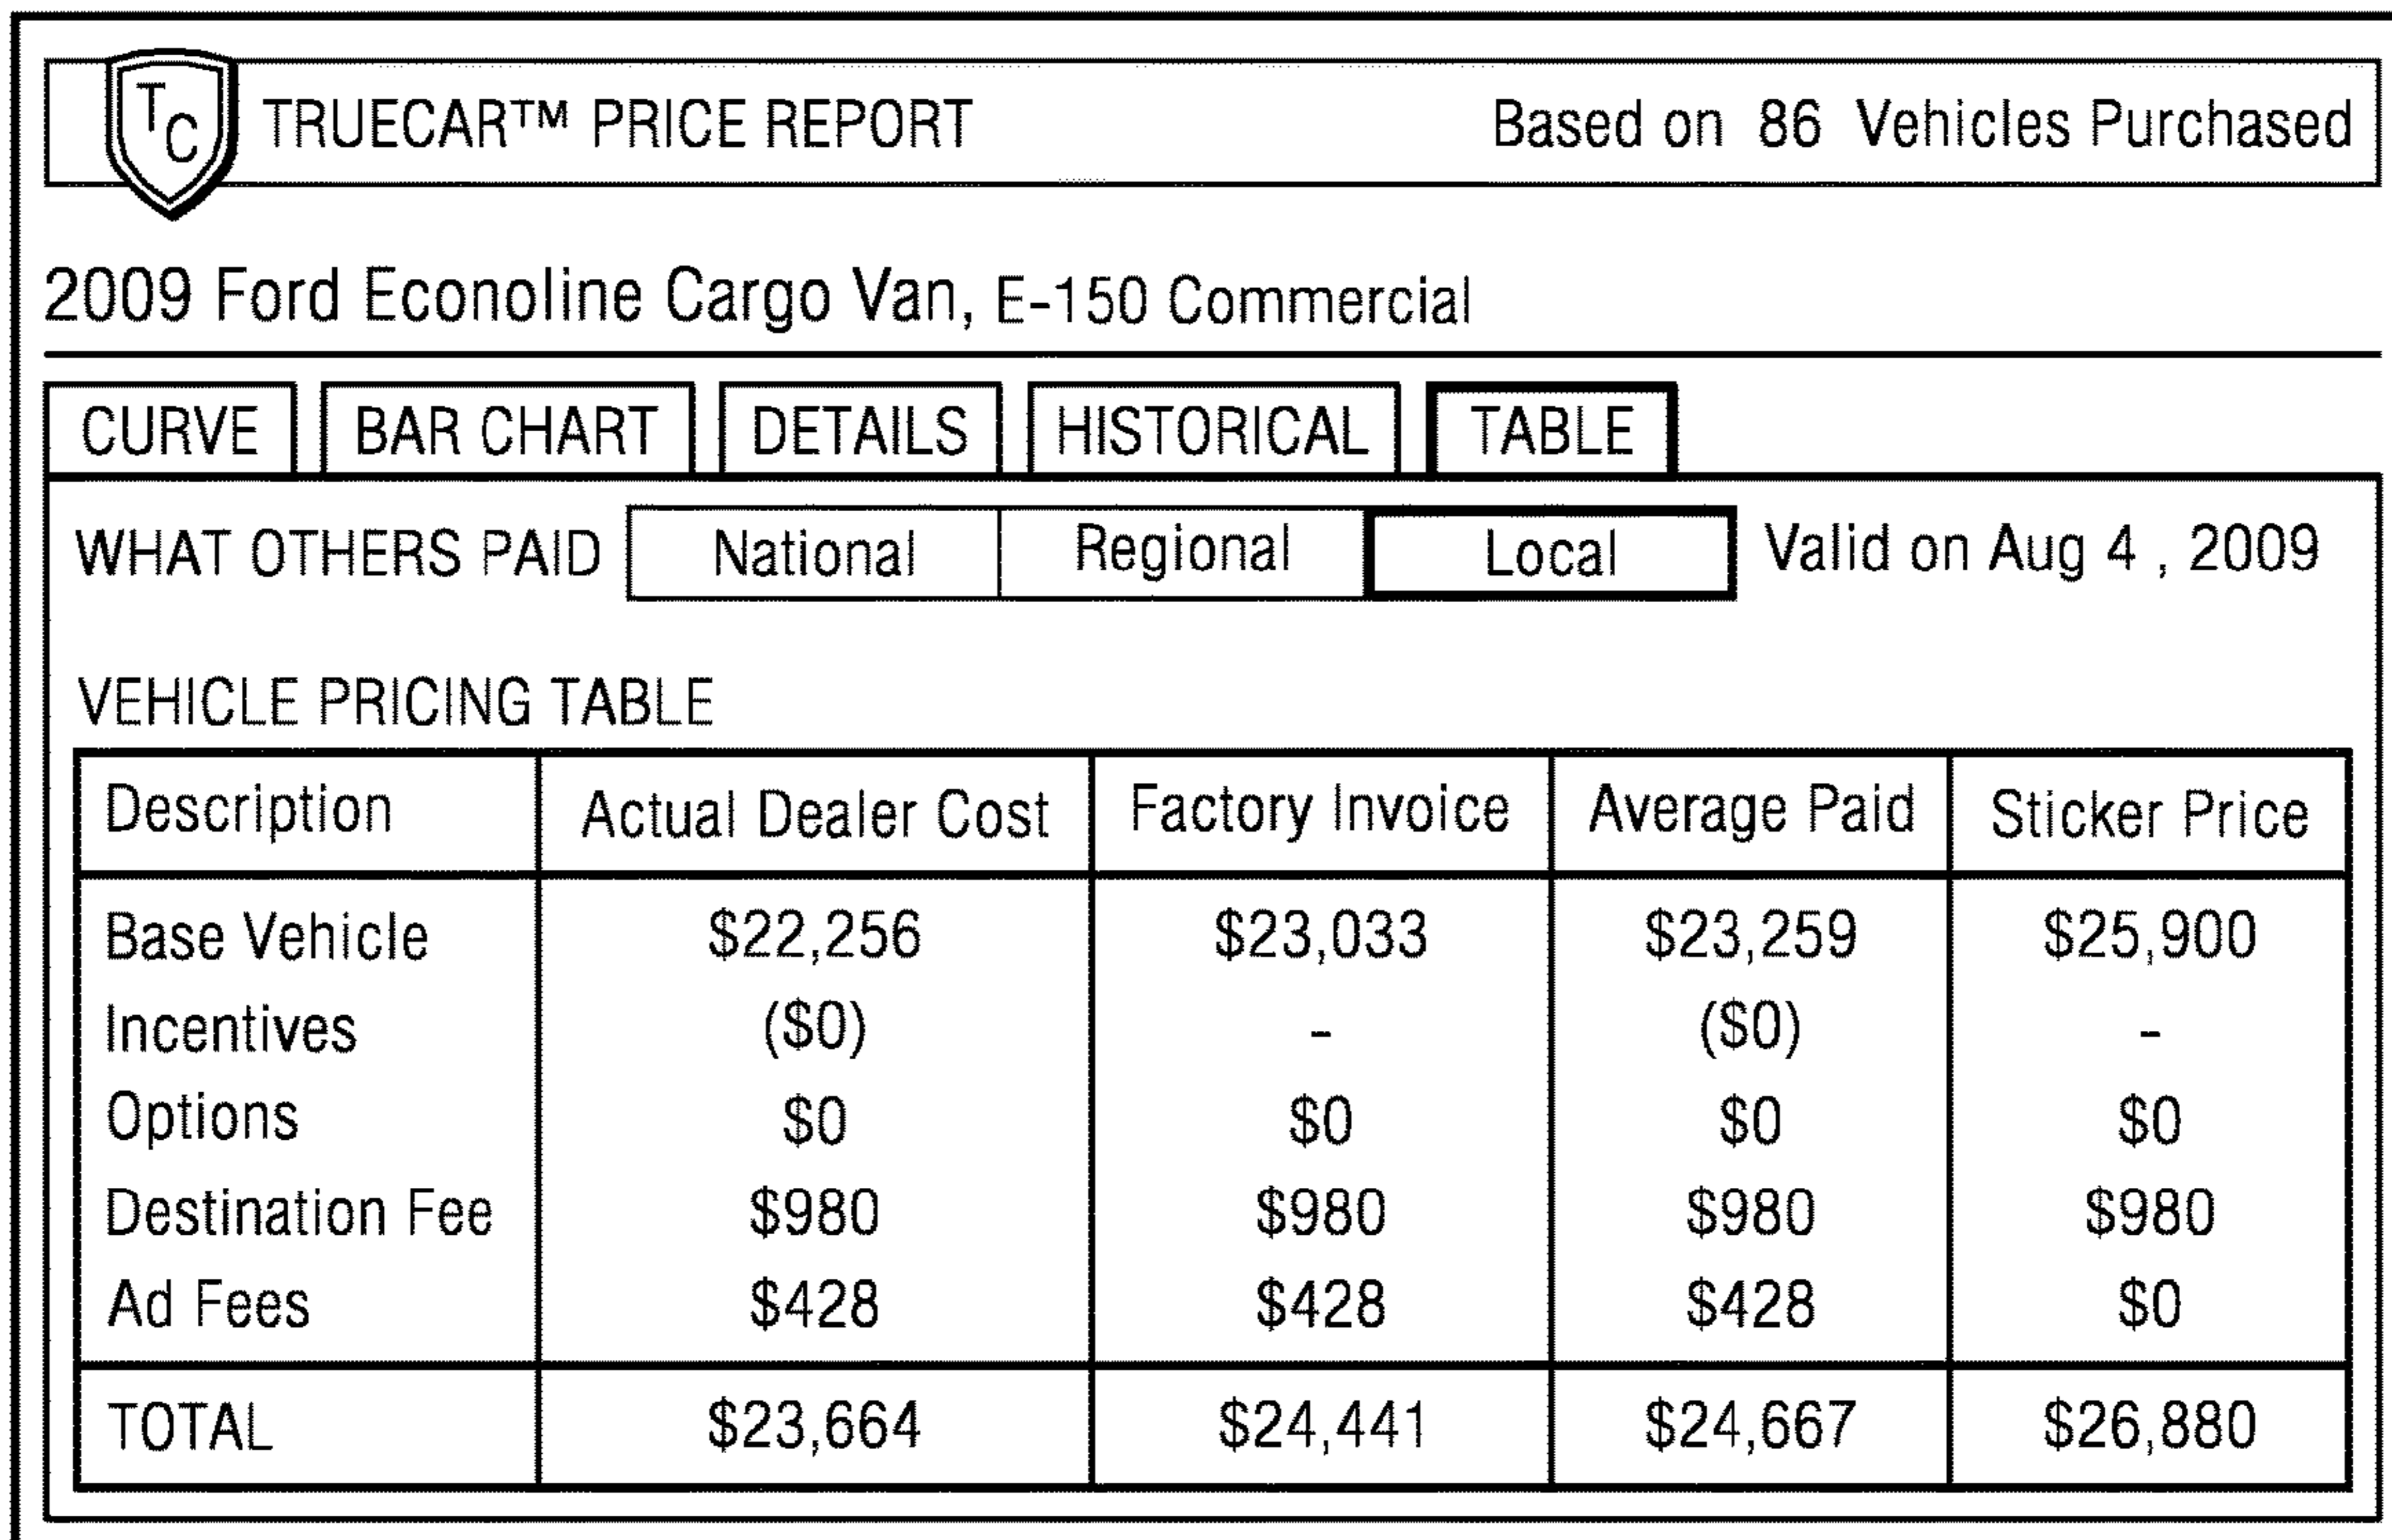 TC TRUECAR™ PRICE REPORT Based on 86 Vehicles Purchased
2009 Ford Econoline Cargo Van, E-150 Commercial
CURVE BAR CHART DETAILS HISTORICAL TABLE
WHAT OTHERS PAID National Regional Local Valid on Aug 4 , 2009
VEHICLE PRICING TABLE
Description Actual Dealer Cost Factory Invoice Average Paid Sticker Price
Base Vehicle $22,256 $23,033 $23,259 $25,900
Incentives ($0) - ($0) -
Options $0 $0 $0 $0
Destination Fee $980 $980 $980 $980
Ad Fees $428 $428 $428 $0
TOTAL $23,664 $24,441 $24,667 $26,880